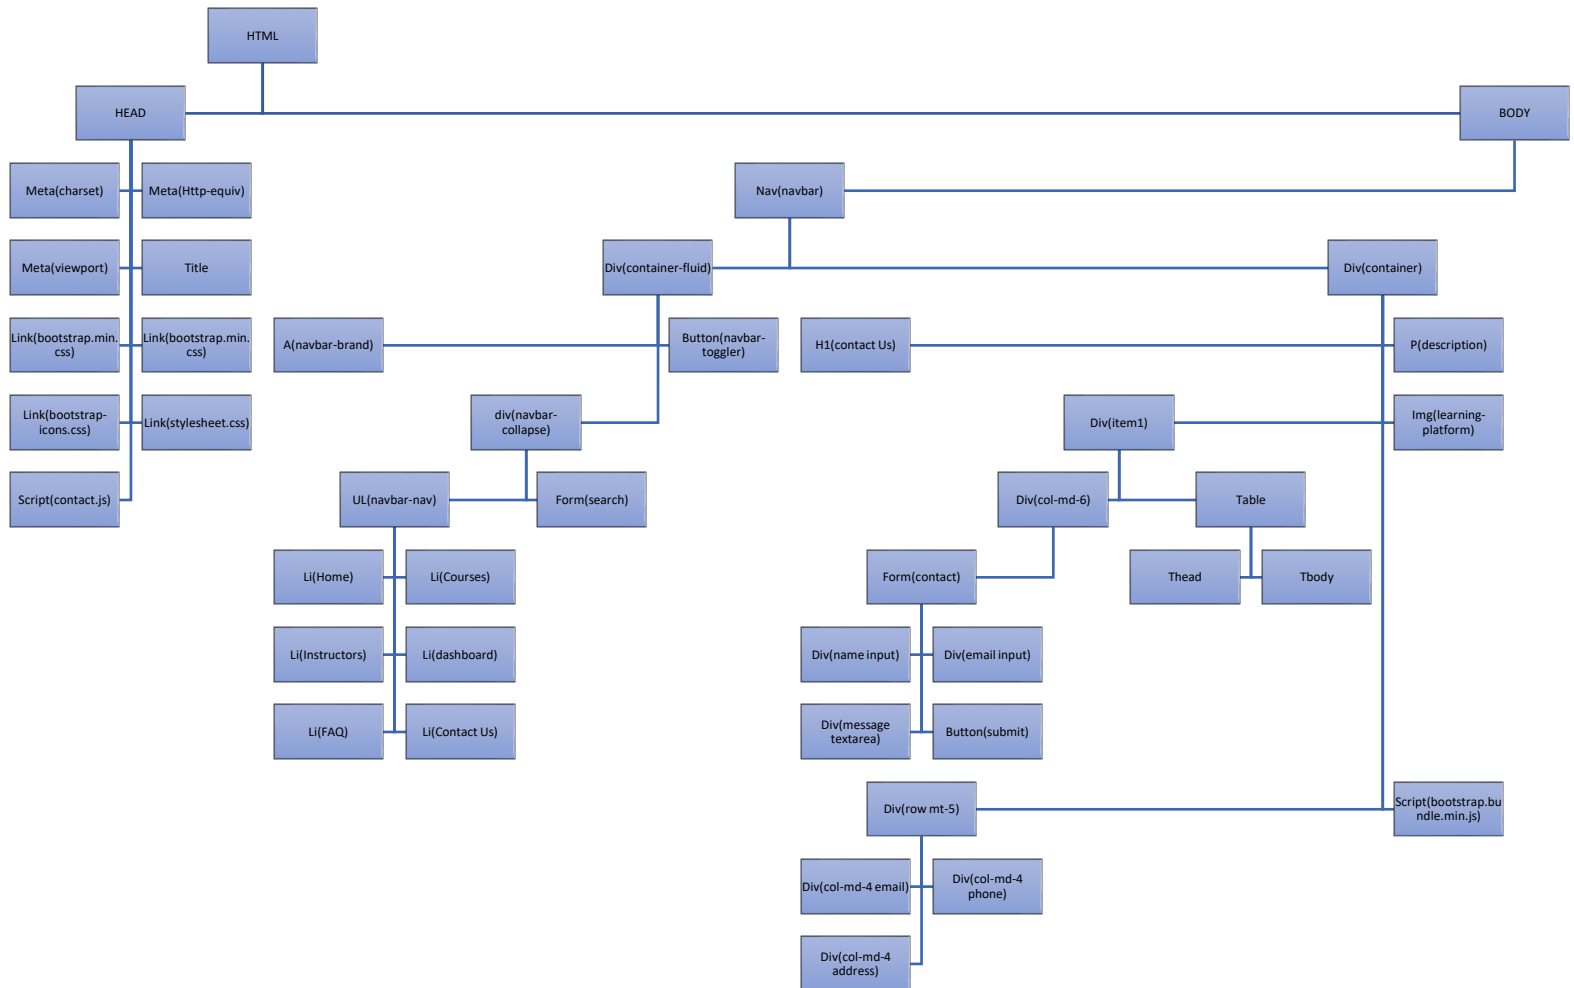 HTML
HEAD
BODY
Meta(charset)
Meta(Http-equiv)
Nav(navbar)
Meta(viewport)
Title
Div(container-fluid)
Div(container)
Link(bootstrap.min.
css)
Link(bootstrap.min.
css)
A(navbar-brand)
Button(navbar-
toggler)
H1(contact Us)
P(description)
Link(bootstrap-
icons.css)
Link(stylesheet.css)
div(navbar-
collapse)
Div(item1)
Img(learning-
platform)
Script(contact.js)
UL(navbar-nav)
Form(search)
Div(col-md-6)
Table
Li(Home)
Li(Courses)
Form(contact)
Thead
Tbody
Li(Instructors)
Li(dashboard)
Div(name input)
Div(email input)
Li(FAQ)
Li(Contact Us)
Div(message
textarea)
Button(submit)
Div(row mt-5)
Script(bootstrap.bu
ndle.min.js)
Div(col-md-4 email)
Div(col-md-4
phone)
Div(col-md-4
address)